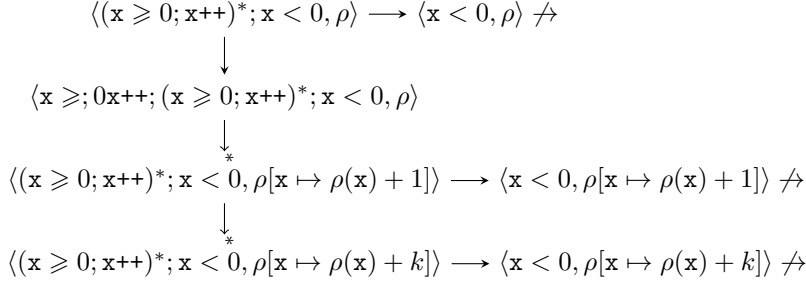 ⟨(x ⩾ 0; x++)*; x < 0, ρ⟩ ⟶ ⟨x < 0, ρ⟩ ↛
↓
⟨x ⩾; 0x++; (x ⩾ 0; x++)*; x < 0, ρ⟩
↓*
⟨(x ⩾ 0; x++)*; x < 0, ρ[x ↦ ρ(x) + 1]⟩ ⟶ ⟨x < 0, ρ[x ↦ ρ(x) + 1]⟩ ↛
↓*
⟨(x ⩾ 0; x++)*; x < 0, ρ[x ↦ ρ(x) + k]⟩ ⟶ ⟨x < 0, ρ[x ↦ ρ(x) + k]⟩ ↛